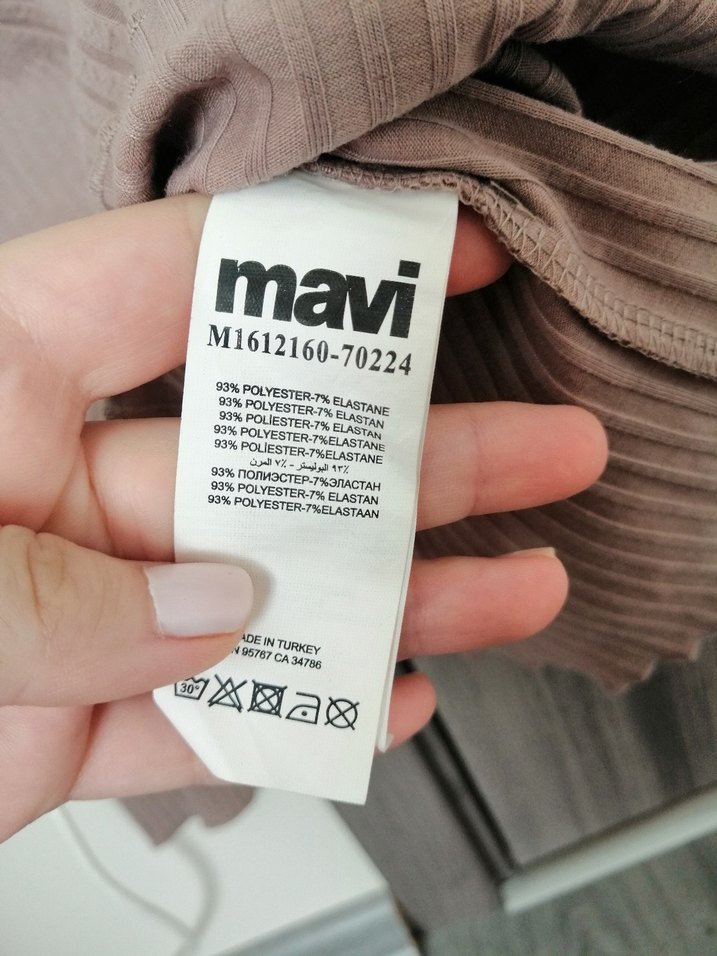 mavi
M1612160-70224
93% POLYESTER-7% ELASTANE
93% POLYESTER-7% ELASTAN
93% POLİESTER-7% ELASTAN
93% POLYESTER-7%ELASTANE
93% POLİESTER-7%ELASTANE
٩٣٪ البوليستر - ٧٪ المرن
93% ПОЛИЭСТЕР-7%ЭЛАСТАН
93% POLYESTER-7% ELASTAN
93% POLYESTER-7%ELASTAAN
ADE IN TURKEY
N 95767 CA 34786
30°